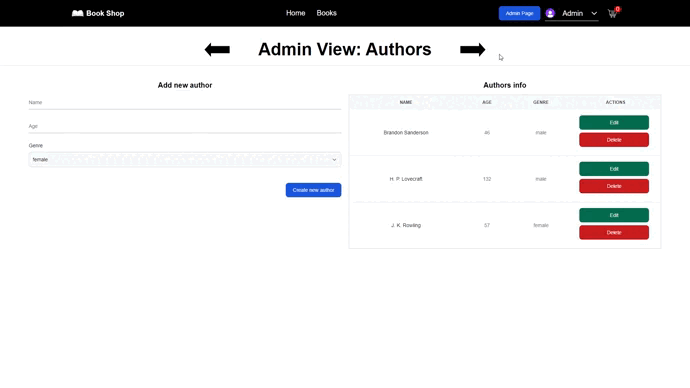 Book Shop
Home Books
Admin Page
Admin
0
Admin View: Authors
Add new author
Name
Age
Genre
female
Create new author
Authors info
NAME AGE GENRE ACTIONS
Brandon Sanderson 46 male Edit
Delete
H. P. Lovecraft 132 male Edit
Delete
J. K. Rowling 57 female Edit
Delete